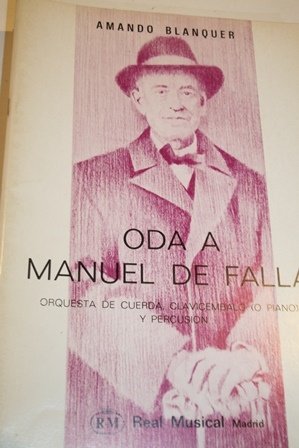 AMANDO BLANQUER
ODA A
MANUEL DE FALLA
ORQUESTA DE CUERDA, CLAVICEMBALO (O PIANO)
Y PERCUSION
RM Real Musical Madrid